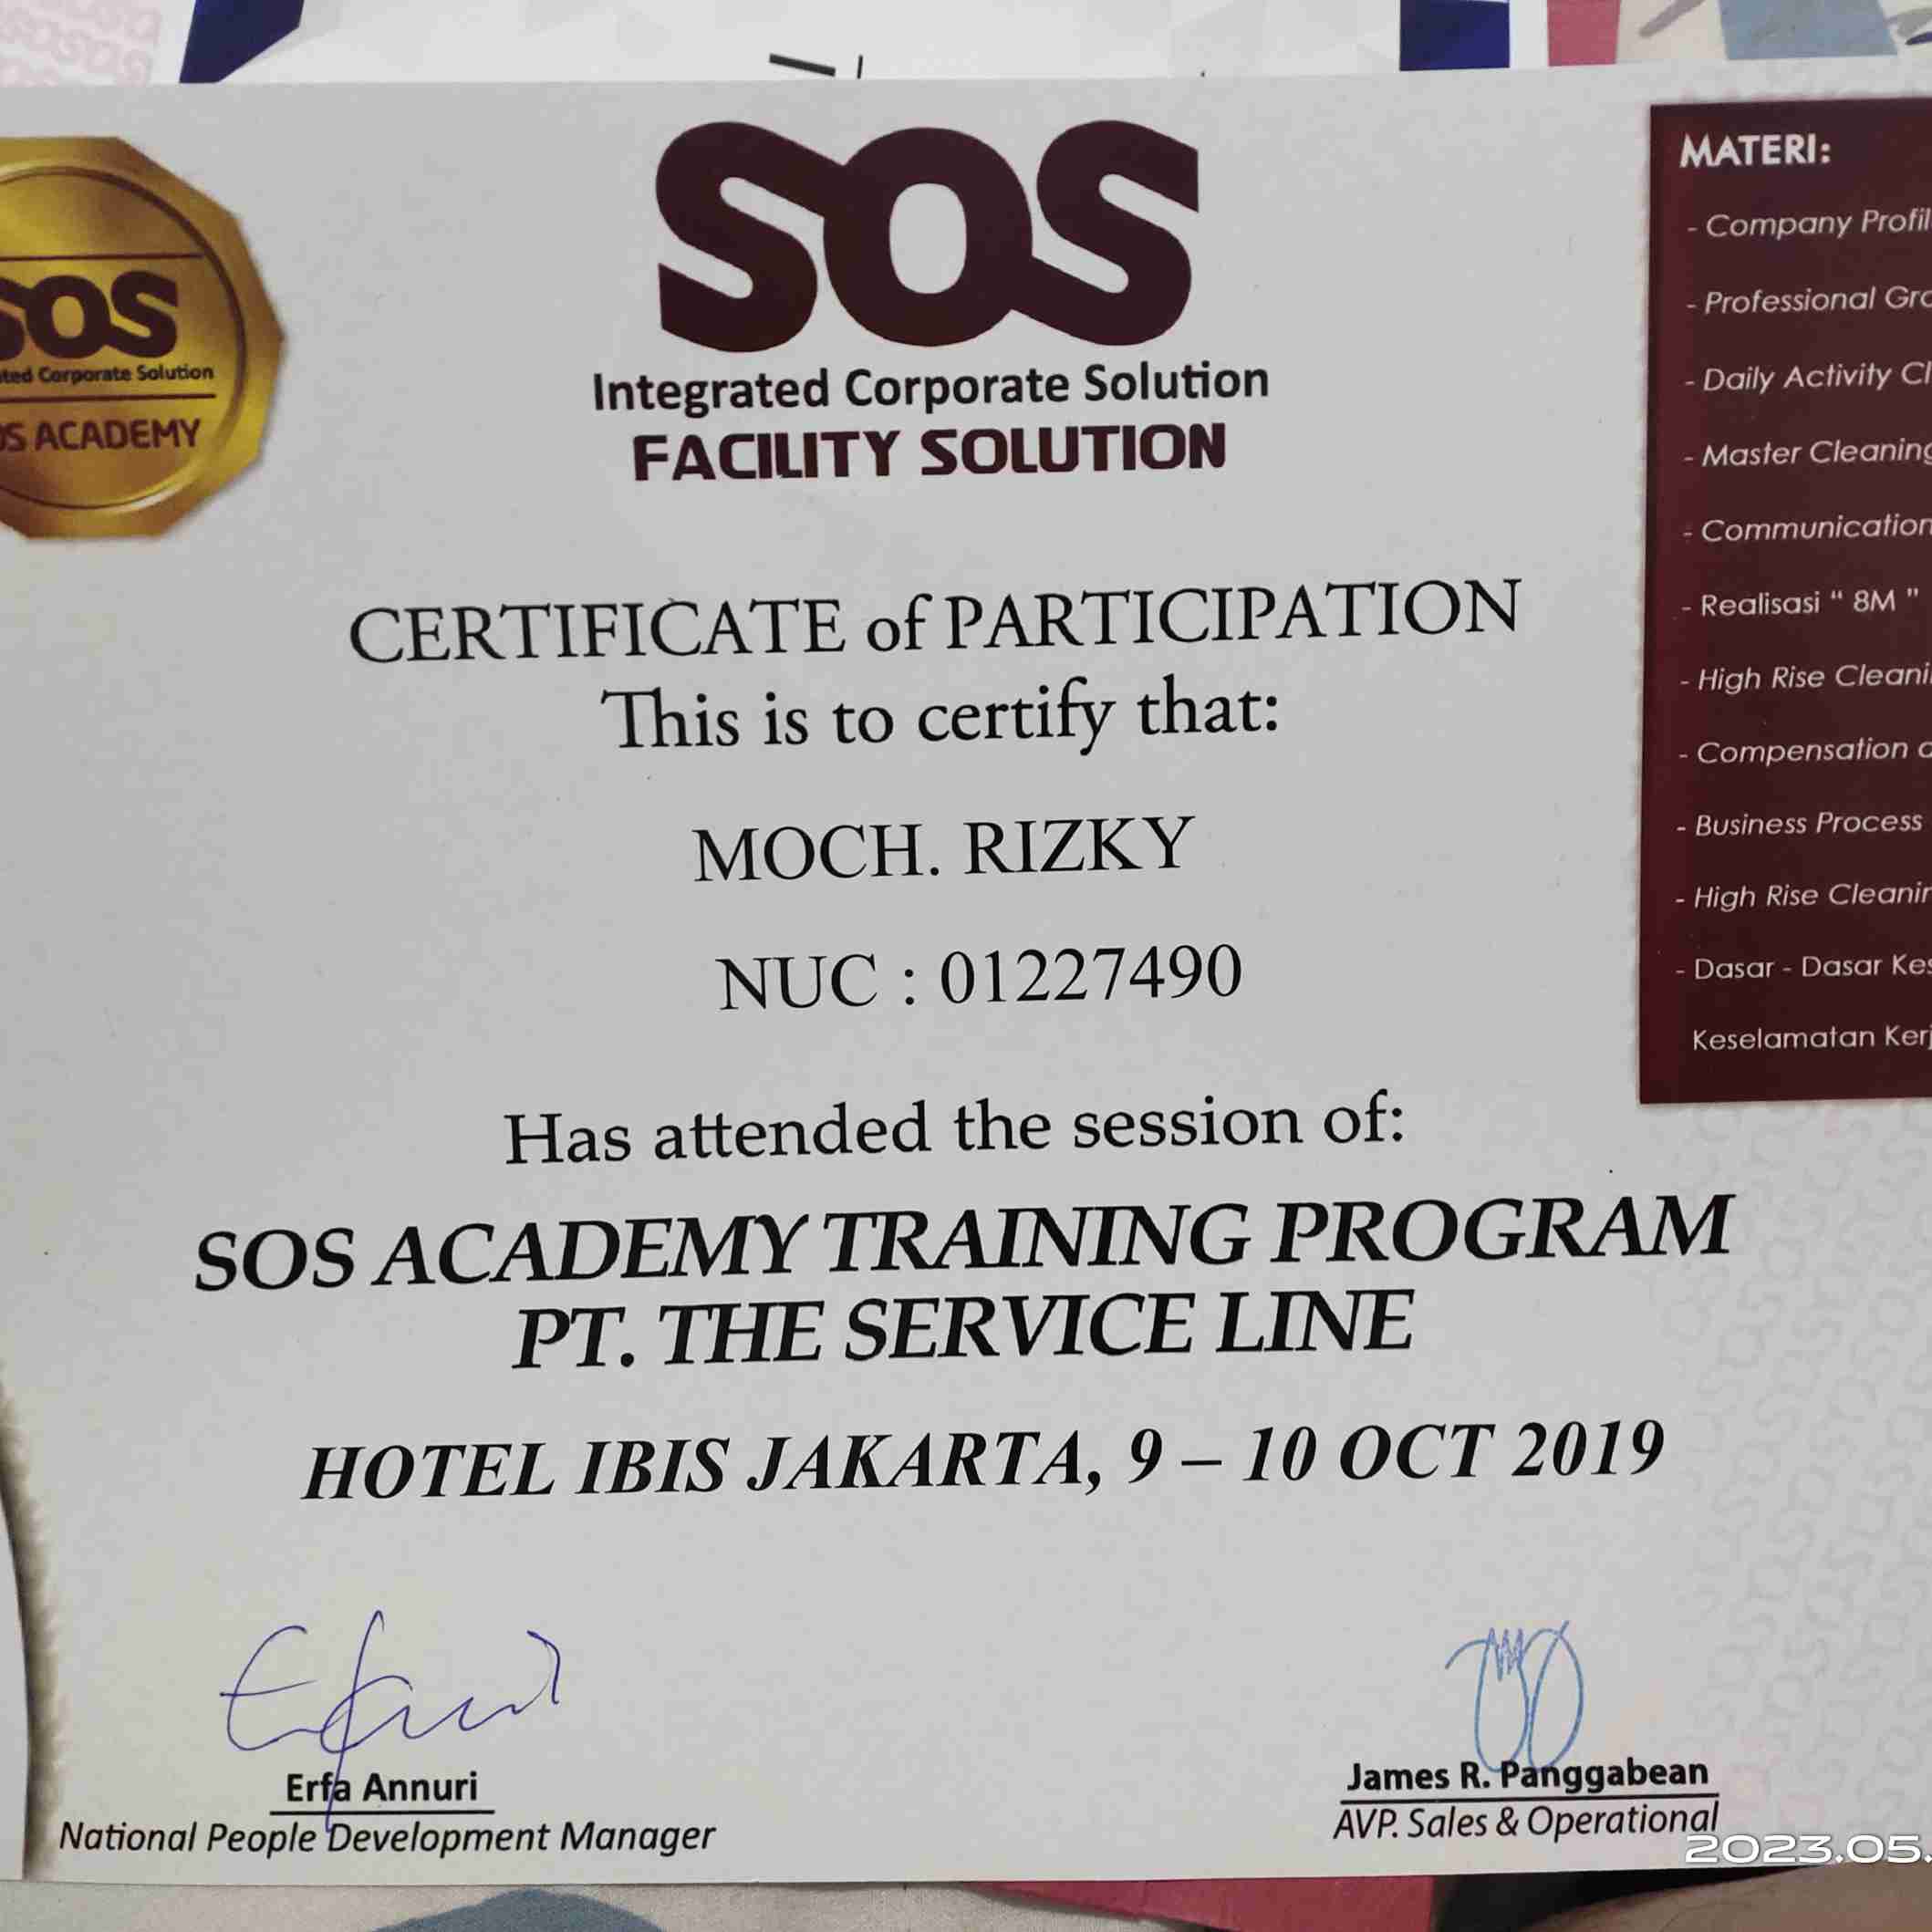 SOS
Integrated Corporate Solution
FACILITY SOLUTION
SOS
Corporate Solution
ACADEMY
CERTIFICATE of PARTICIPATION
This is to certify that:
MOCH. RIZKY
NUC : 01227490
Has attended the session of:
SOS ACADEMY TRAINING PROGRAM
PT. THE SERVICE LINE
HOTEL IBIS JAKARTA, 9 – 10 OCT 2019
Erfa Annuri
National People Development Manager
James R. Panggabean
AVP. Sales & Operational
MATERI:
- Company
- Professional
- Daily Activity
- Master Cleaning
- Communication
- Realisasi “ 8M ”
- High Rise
- Compensation
- Business Process
- High Rise
- Dasar - Dasar
Keselamatan
2023.05.